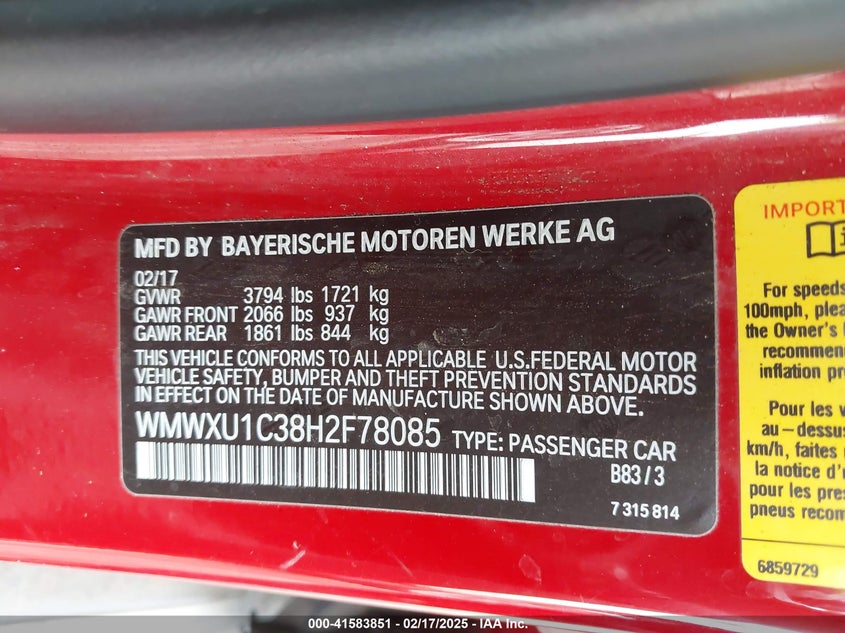 MFD BY BAYERISCHE MOTOREN WERKE AG
02/17
GVWR 3794 lbs 1721 kg
GAWR FRONT 2066 lbs 937 kg
GAWR REAR 1861 lbs 844 kg
THIS VEHICLE CONFORMS TO ALL APPLICABLE U.S.FEDERAL MOTOR
VEHICLE SAFETY, BUMPER AND THEFT PREVENTION STANDARDS
IN EFFECT ON THE DATE OF MANUFACTURE SHOWN ABOVE.
WMWXU1C38H2F78085 TYPE: PASSENGER CAR
B83 / 3
7 315 814
IMPORT
For speeds
100mph, plea
the Owner's
recommen
inflation pr
Pour les v
au-dessus
km/h, faites
la notice d'u
pour les pres
pneus recom
6859729
000-41583851 / 02/17/2025 - IAA Inc.